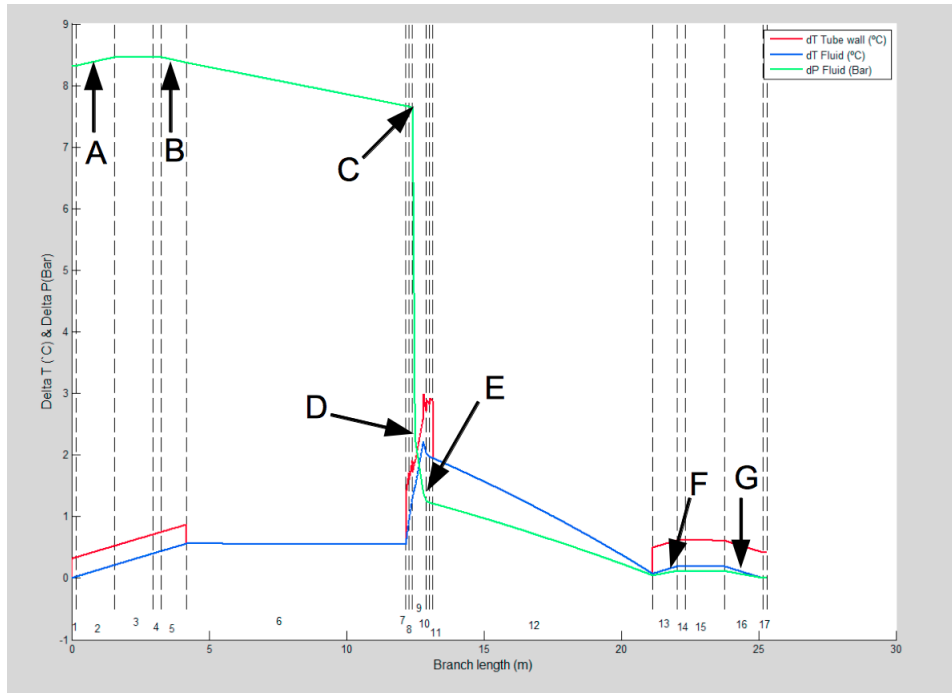 9
dT Tube wall (ºC)
dT Fluid (ºC)
dP Fluid (Bar)
8
A
B
7
C
6
5
Delta T (˚C) & Delta P(Bar)
4
3
D
E
2
F
G
1
0
1 2 3 4 5 6 7 8 9 10 11 12 13 14 15 16 17
-1
0 5 10 15 20 25 30
Branch length (m)